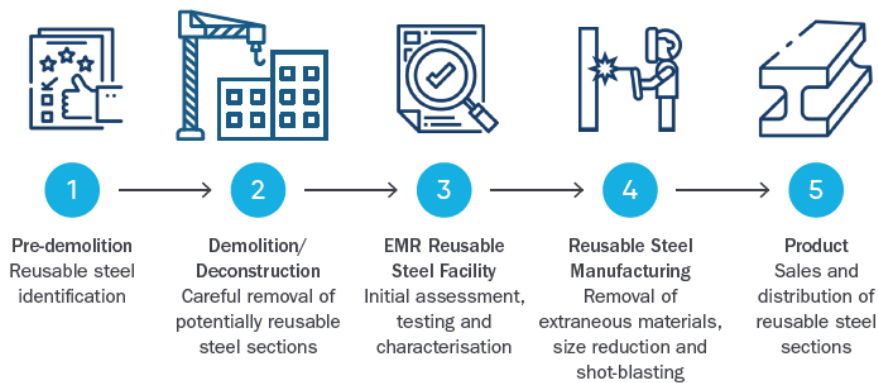 1
Pre-demolition
Reusable steel
identification
2
Demolition/
Deconstruction
Careful removal of
potentially reusable
steel sections
3
EMR Reusable
Steel Facility
Initial assessment,
testing and
characterisation
4
Reusable Steel
Manufacturing
Removal of
extraneous materials,
size reduction and
shot-blasting
5
Product
Sales and
distribution of
reusable steel
sections